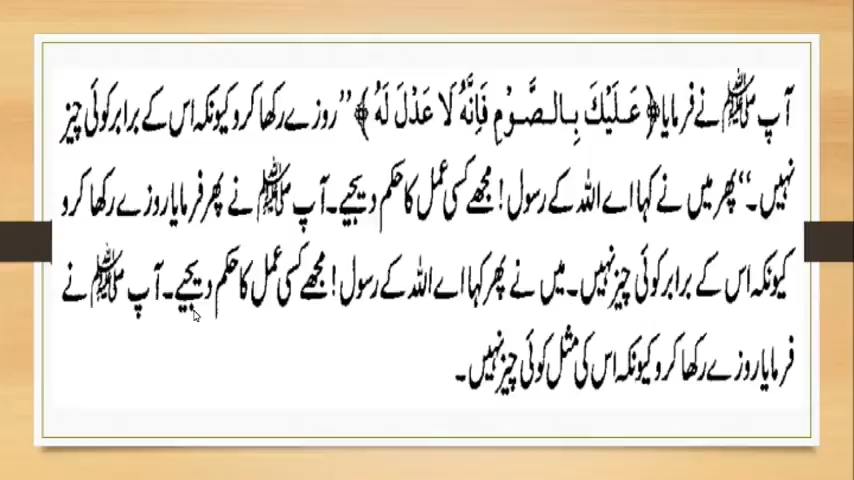 آپ ﷺ نے فرمایا ﴿ عَـلَيْكَ بِـالـصَّـوْمِ فَإِنَّهُ لَا عَدْلَ لَهُ ﴾ ’’روزے رکھا کرو کیونکہ اس کے برابر کوئی چیز
نہیں۔‘‘ پھر میں نے کہا اے اللہ کے رسول! مجھے کسی عمل کا حکم دیجیے۔ آپ ﷺ نے پھر فرمایا روزے رکھا کرو
کیونکہ اس کے برابر کوئی چیز نہیں۔ میں نے پھر کہا اے اللہ کے رسول! مجھے کسی عمل کا حکم دیجیے۔ آپ ﷺ نے
فرمایا روزے رکھا کرو کیونکہ اس کی مثل کوئی چیز نہیں۔